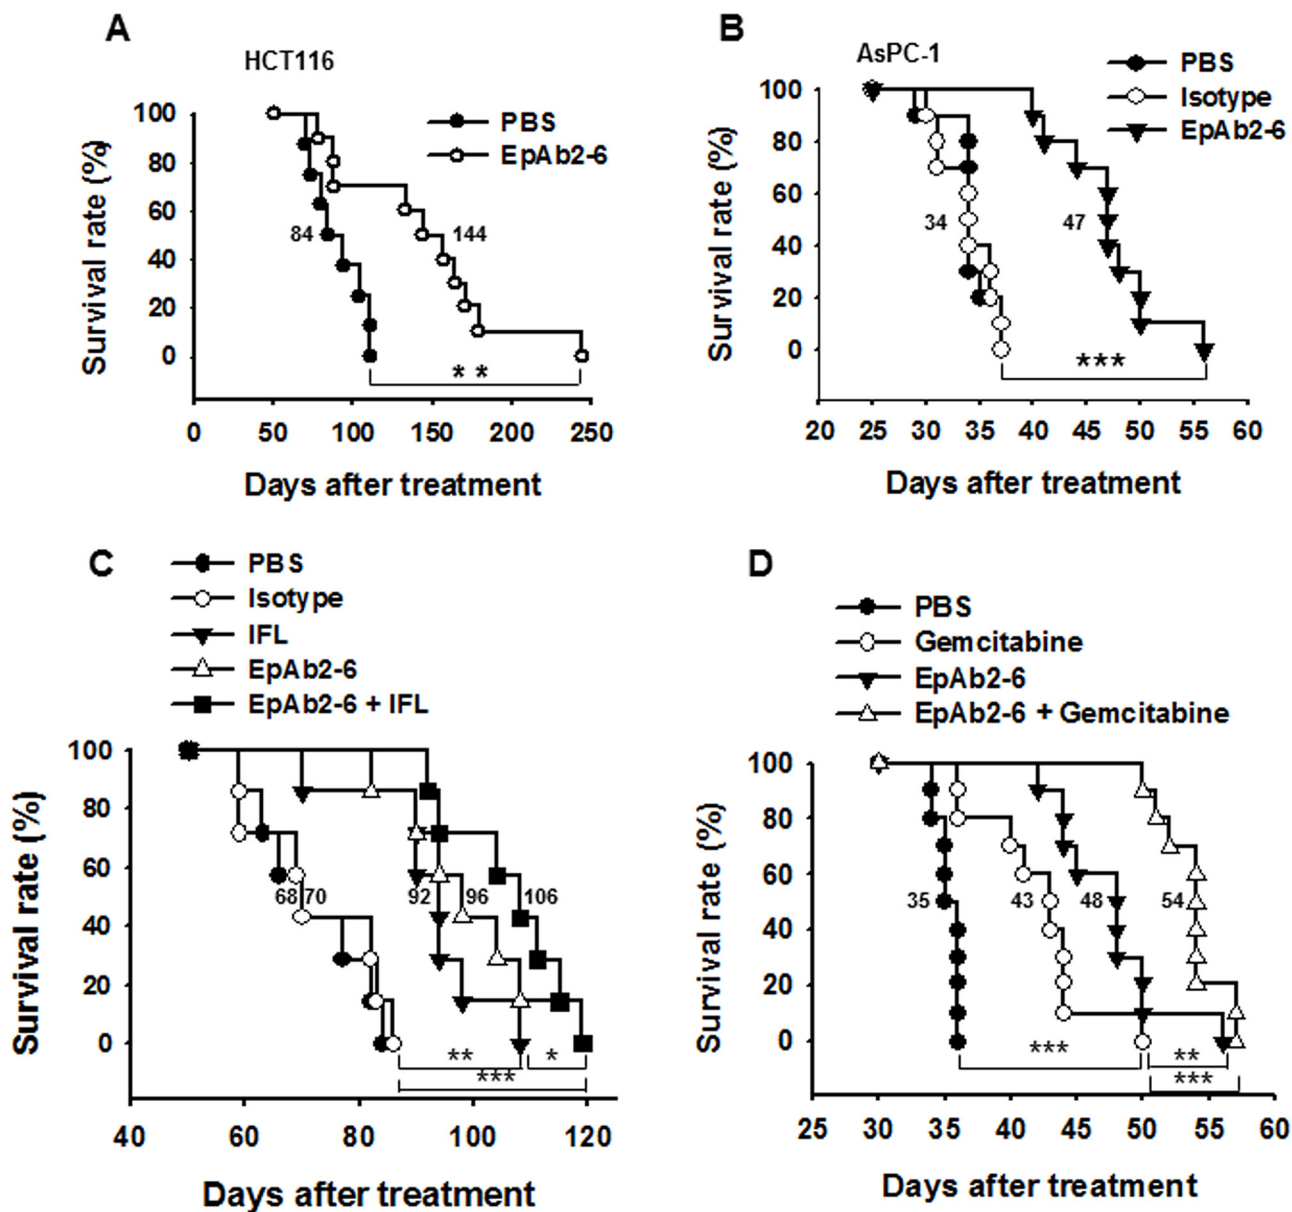 A
HCT116
PBS
EpAb2-6
Survival rate (%)
100
80
60
40
20
0
84
144
* *
0 50 100 150 200 250
Days after treatment
B
AsPC-1
PBS
Isotype
EpAb2-6
Survival rate (%)
100
80
60
40
20
0
34
47
***
20 25 30 35 40 45 50 55 60
Days after treatment
C
PBS
Isotype
IFL
EpAb2-6
EpAb2-6 + IFL
Survival rate (%)
100
80
60
40
20
0
68 70 92 96 106
** *
***
40 60 80 100 120
Days after treatment
D
PBS
Gemcitabine
EpAb2-6
EpAb2-6 + Gemcitabine
Survival rate (%)
100
80
60
40
20
0
35 43 48 54
*** **
***
25 30 35 40 45 50 55 60
Days after treatment